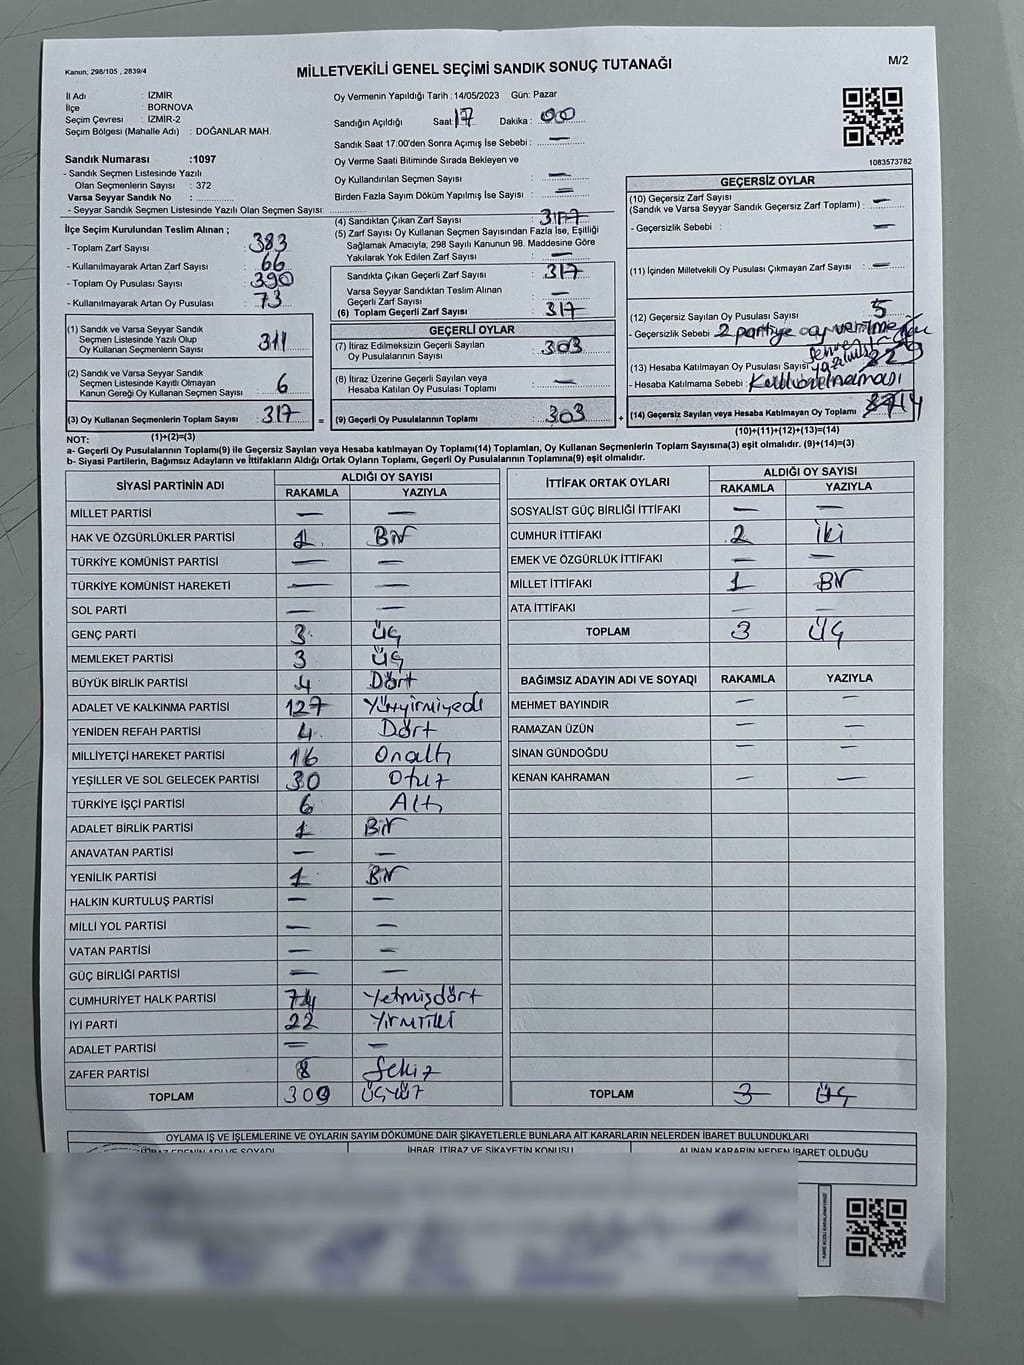 Kanun; 298/105 , 2839/4
MİLLETVEKİLİ GENEL SEÇİMİ SANDIK SONUÇ TUTANAĞI
M/2
İl Adı : İZMİR
İlçe : BORNOVA
Seçim Çevresi : İZMİR-2
Seçim Bölgesi (Mahalle Adı) : DOĞANLAR MAH.
Oy Vermenin Yapıldığı Tarih : 14/05/2023 Gün: Pazar
Sandığın Açıldığı Saat: 17 Dakika : 00
Sandık Saat 17:00'den Sonra Açımış İse Sebebi : —
Oy Verme Saati Bitiminde Sırada Bekleyen ve
Oy Kullandırılan Seçmen Sayısı : —
Birden Fazla Sayım Döküm Yapılmış İse Sayısı : —
1083573782
Sandık Numarası :1097
- Sandık Seçmen Listesinde Yazılı
Olan Seçmenlerin Sayısı : 372
Varsa Seyyar Sandık No :
- Seyyar Sandık Seçmen Listesinde Yazılı Olan Seçmen Sayısı:
İlçe Seçim Kurulundan Teslim Alınan ;
- Toplam Zarf Sayısı : 383
- Kullanılmayarak Artan Zarf Sayısı : 66
- Toplam Oy Pusulası Sayısı : 390
- Kullanılmayarak Artan Oy Pusulası : 73
(1) Sandık ve Varsa Seyyar Sandık
Seçmen Listesinde Yazılı Olup
Oy Kullanan Seçmenlerin Sayısı 311
(2) Sandık ve Varsa Seyyar Sandık
Seçmen Listesinde Kayıtlı Olmayan
Kanun Gereği Oy Kullanan Seçmen Sayısı 6
(3) Oy Kullanan Seçmenlerin Toplam Sayısı 317 =
(1)+(2)=(3)
(4) Sandıktan Çıkan Zarf Sayısı : 317
(5) Zarf Sayısı Oy Kullanan Seçmen Sayısından Fazla İse, Eşitliği
Sağlamak Amacıyla; 298 Sayılı Kanunun 98. Maddesine Göre
Yakılarak Yok Edilen Zarf Sayısı : —
Sandıkta Çıkan Geçerli Zarf Sayısı : 317
Varsa Seyyar Sandıktan Teslim Alınan
Geçerli Zarf Sayısı : —
(6) Toplam Geçerli Zarf Sayısı : 317
GEÇERLİ OYLAR
(7) İtiraz Edilmeksizin Geçerli Sayılan
Oy Pusulalarının Sayısı : 303
(8) İtiraz Üzerine Geçerli Sayılan veya
Hesaba Katılan Oy Pusulası Toplamı : —
(9) Geçerli Oy Pusulalarının Toplamı : 303 +
GEÇERSİZ OYLAR
(10) Geçersiz Zarf Sayısı
(Sandık ve Varsa Seyyar Sandık Geçersiz Zarf Toplamı) : —
- Geçersizlik Sebebi : —
(11) İçinden Milletvekili Oy Pusulası Çıkmayan Zarf Sayısı : —
(12) Geçersiz Sayılan Oy Pusulası Sayısı : 5
- Geçersizlik Sebebi : 2 partiye oy verilme
(13) Hesaba Katılmayan Oy Pusulası Sayısı : 9
- Hesaba Katılmama Sebebi :
(14) Geçersiz Sayılan veya Hesaba Katılmayan Oy Toplamı 14
(10)+(11)+(12)+(13)=(14)
NOT:
a- Geçerli Oy Pusulalarının Toplamı(9) ile Geçersiz Sayılan veya Hesaba katılmayan Oy Toplamı(14) Toplamları, Oy Kullanan Seçmenlerin Toplam Sayısına(3) eşit olmalıdır. (9)+(14)=(3)
b- Siyasi Partilerin, Bağımsız Adayların ve İttifakların Aldığı Ortak Oyların Toplamı, Geçerli Oy Pusulalarının Toplamına(9) eşit olmalıdır.
SİYASİ PARTİNİN ADI ALDIĞI OY SAYISI
RAKAMLA YAZIYLA
MİLLET PARTİSİ — —
HAK VE ÖZGÜRLÜKLER PARTİSİ 1 Bir
TÜRKİYE KOMÜNİST PARTİSİ — —
TÜRKİYE KOMÜNİST HAREKETİ — —
SOL PARTİ — —
GENÇ PARTİ 3 Üç
MEMLEKET PARTİSİ 3 Üç
BÜYÜK BİRLİK PARTİSİ 4 Dört
ADALET VE KALKINMA PARTİSİ 127 Yüzyirmiyedi
YENİDEN REFAH PARTİSİ 4 Dört
MİLLİYETÇİ HAREKET PARTİSİ 16 Onaltı
YEŞİLLER VE SOL GELECEK PARTİSİ 30 Otuz
TÜRKİYE İŞÇİ PARTİSİ 6 Altı
ADALET BİRLİK PARTİSİ 1 Bir
ANAVATAN PARTİSİ — —
YENİLİK PARTİSİ 1 Bir
HALKIN KURTULUŞ PARTİSİ — —
MİLLİ YOL PARTİSİ — —
VATAN PARTİSİ — —
GÜÇ BİRLİĞİ PARTİSİ — —
CUMHURİYET HALK PARTİSİ 74 Yetmişdört
İYİ PARTİ 22 Yirmiiki
ADALET PARTİSİ — —
ZAFER PARTİSİ 8 Sekiz
TOPLAM 300 Üçyüz
İTTİFAK ORTAK OYLARI ALDIĞI OY SAYISI
RAKAMLA YAZIYLA
SOSYALİST GÜÇ BİRLİĞİ İTTİFAKI — —
CUMHUR İTTİFAKI 2 İki
EMEK VE ÖZGÜRLÜK İTTİFAKI — —
MİLLET İTTİFAKI 1 Bir
ATA İTTİFAKI — —
TOPLAM 3 Üç
BAĞIMSIZ ADAYIN ADI VE SOYADI RAKAMLA YAZIYLA
MEHMET BAYINDIR — —
RAMAZAN ÜZÜN — —
SİNAN GÜNDOĞDU — —
KENAN KAHRAMAN — —
TOPLAM 3 Üç
OYLAMA İŞ VE İŞLEMLERİNE VE OYLARIN SAYIM DÖKÜMÜNE DAİR ŞİKAYETLERLE BUNLARA AİT KARARLARIN NELERDEN İBARET BULUNDUKLARI
İTİRAZ EDENİN ADI VE SOYADI İHBAR, İTİRAZ VE ŞİKAYETİN KONUSU ALINAN KARARIN NEDEN İBARET OLDUĞU